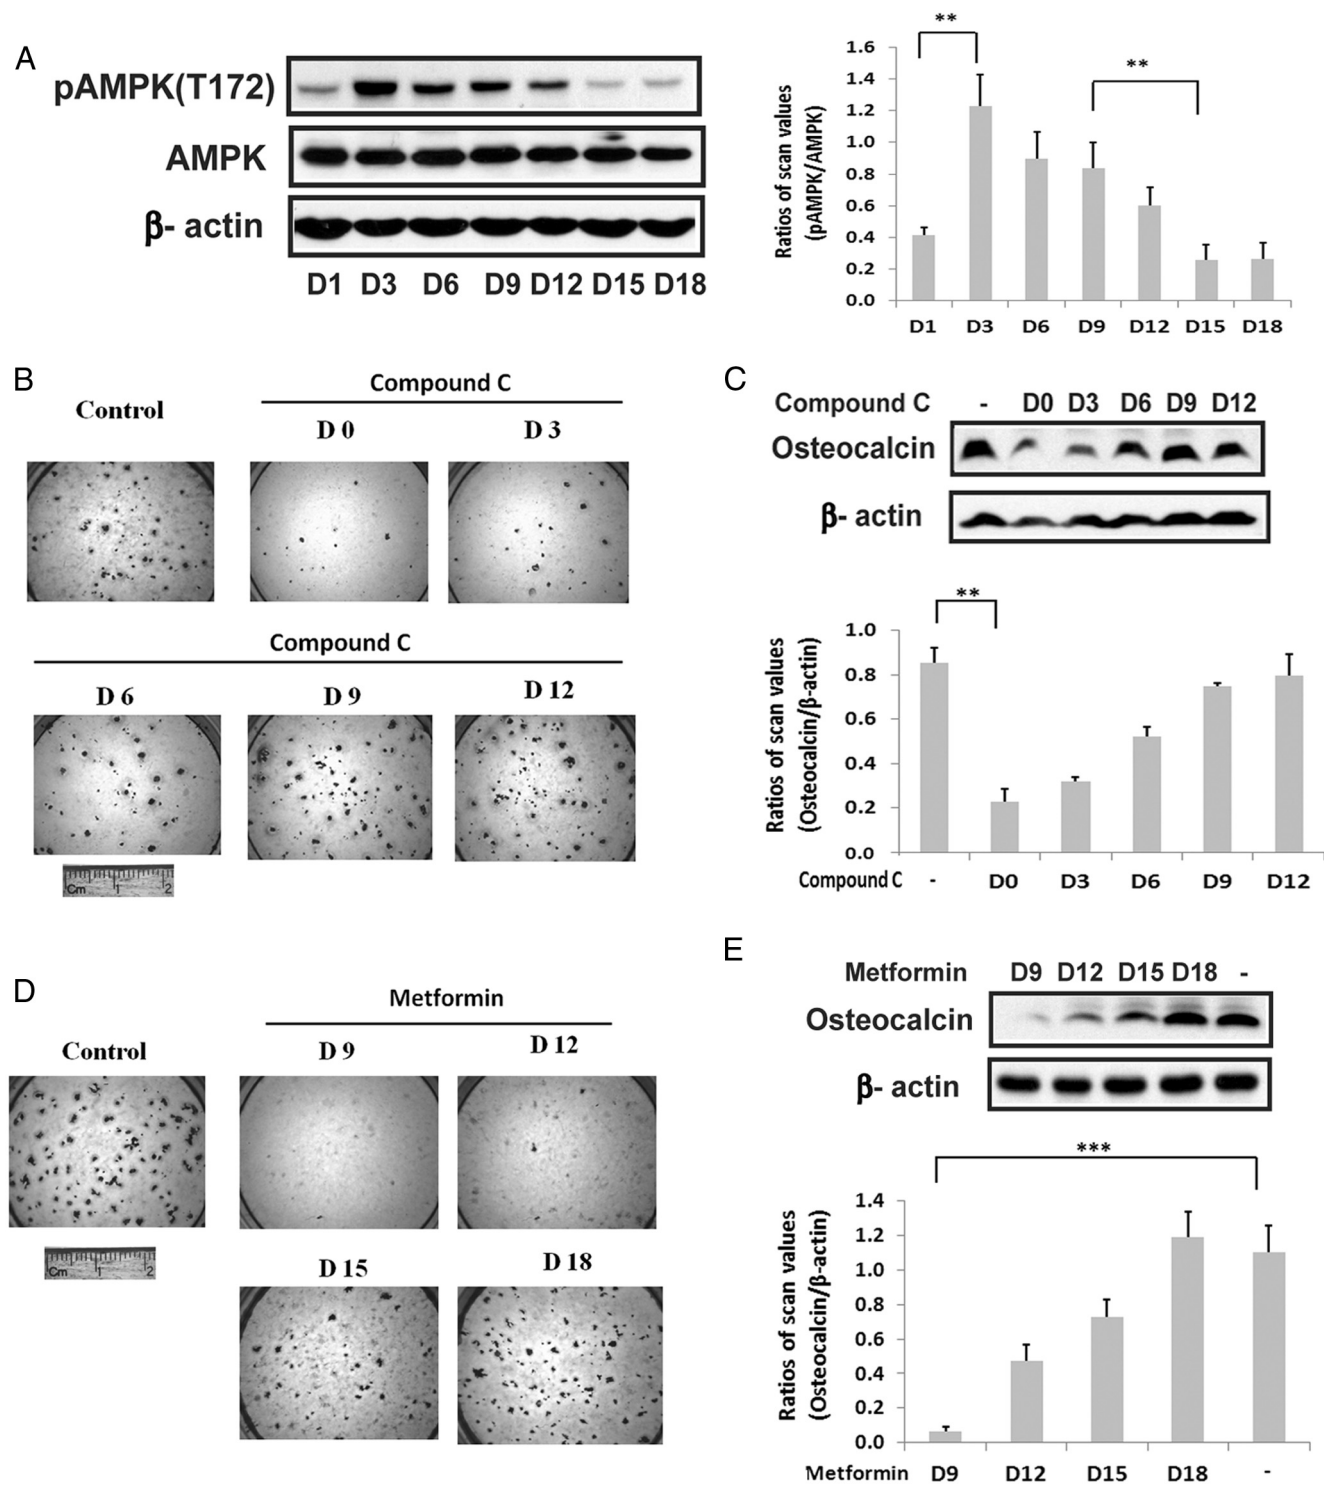 A
pAMPK(T172)
AMPK
β- actin
D1 D3 D6 D9 D12 D15 D18
** **
Ratios of scan values
(pAMPK/AMPK)
1.6
1.4
1.2
1.0
0.8
0.6
0.4
0.2
0.0
D1 D3 D6 D9 D12 D15 D18
B
Control
Compound C
D 0 D 3
Compound C
D 6 D 9 D 12
Cm 1 2
C
Compound C - D0 D3 D6 D9 D12
Osteocalcin
β- actin
**
Ratios of scan values
(Osteocalcin/β-actin)
1.0
0.8
0.6
0.4
0.2
0.0
Compound C - D0 D3 D6 D9 D12
D
Control
Metformin
D 9 D 12
Cm 1 2
D 15 D 18
E
Metformin D9 D12 D15 D18 -
Osteocalcin
β- actin
***
Ratios of scan values
(Osteocalcin/β-actin)
1.4
1.2
1.0
0.8
0.6
0.4
0.2
0.0
Metformin D9 D12 D15 D18 -